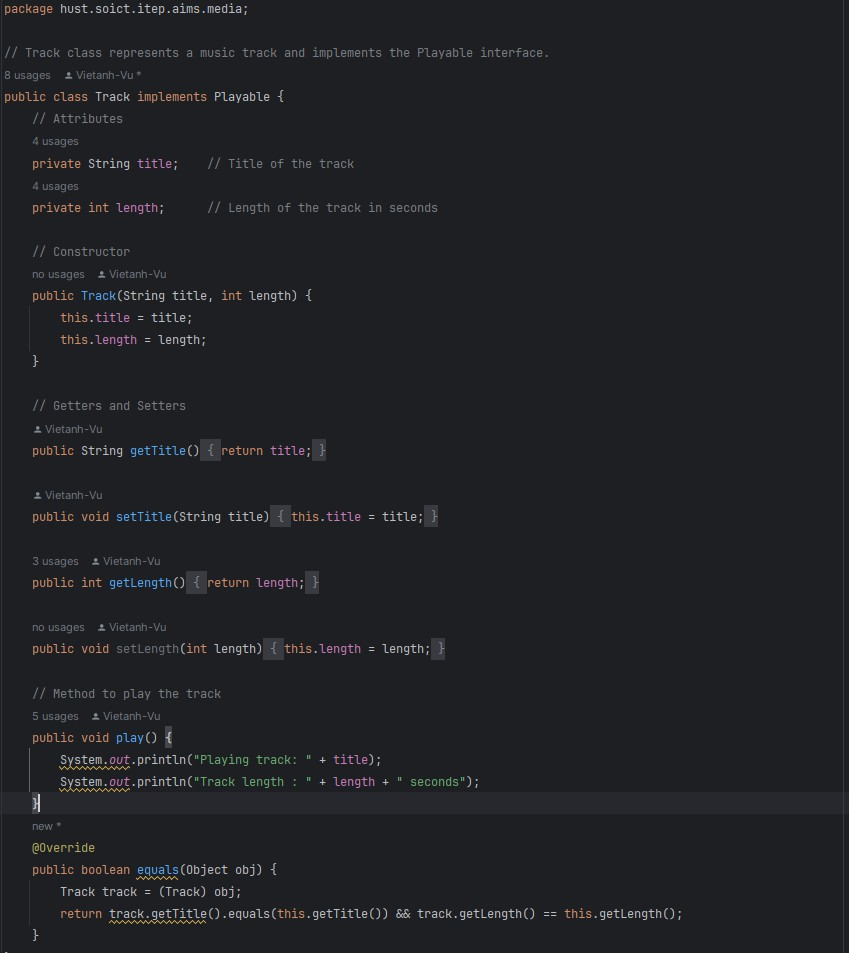 package hust.soict.itep.aims.media;
// Track class represents a music track and implements the Playable interface.
8 usages Vietanh-Vu *
public class Track implements Playable {
// Attributes
4 usages
private String title; // Title of the track
4 usages
private int length; // Length of the track in seconds
// Constructor
no usages Vietanh-Vu
public Track(String title, int length) {
this.title = title;
this.length = length;
}
// Getters and Setters
Vietanh-Vu
public String getTitle() { return title; }
Vietanh-Vu
public void setTitle(String title) { this.title = title; }
3 usages Vietanh-Vu
public int getLength() { return length; }
no usages Vietanh-Vu
public void setLength(int length) { this.length = length; }
// Method to play the track
5 usages Vietanh-Vu
public void play() {
System.out.println("Playing track: " + title);
System.out.println("Track length : " + length + " seconds");
}
new *
@Override
public boolean equals(Object obj) {
Track track = (Track) obj;
return track.getTitle().equals(this.getTitle()) && track.getLength() == this.getLength();
}